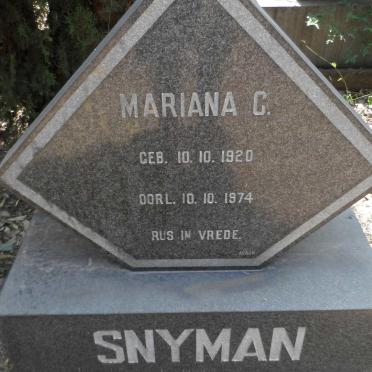 MARIANA C.
GEB. 10. 10. 1920
OORL. 10. 10. 1974
RUS IN VREDE.
SNYMAN